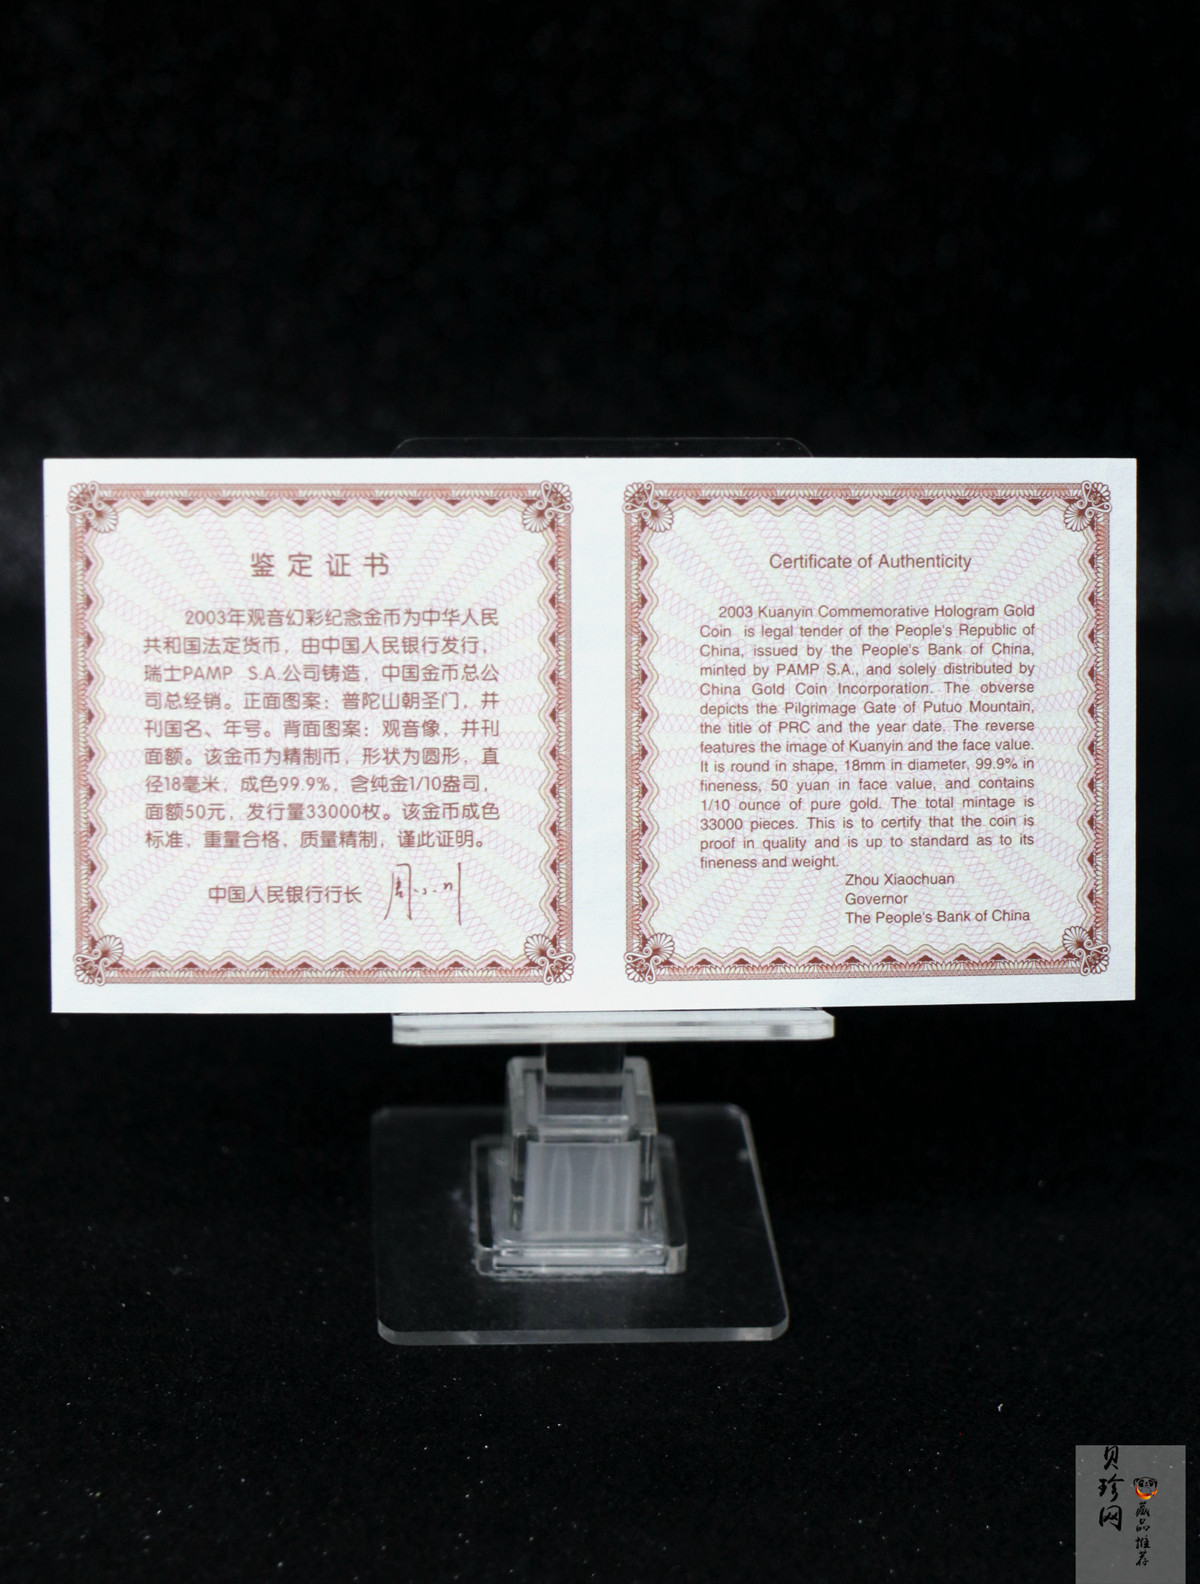 鉴定证书
2003年观音幻彩纪念金币为中华人民
共和国法定货币，由中国人民银行发行，
瑞士PAMP S.A.公司铸造，中国金币总公
司总经销。正面图案：普陀山朝圣门，并
刊国名、年号。背面图案：观音像，并刊
面额。该金币为精制币，形状为圆形，直
径18毫米，成色99.9%，含纯金1/10盎司，
面额50元，发行量33000枚。该金币成色
标准，重量合格，质量精制，谨此证明。
中国人民银行行长 周小川
Certificate of Authenticity
2003 Kuanyin Commemorative Hologram Gold
Coin is legal tender of the People's Republic of
China, issued by the People's Bank of China,
minted by PAMP S.A., and solely distributed by
China Gold Coin Incorporation. The obverse
depicts the Pilgrimage Gate of Putuo Mountain,
the title of PRC and the year date. The reverse
features the image of Kuanyin and the face value.
It is round in shape, 18mm in diameter, 99.9% in
fineness, 50 yuan in face value, and contains
1/10 ounce of pure gold. The total mintage is
33000 pieces. This is to certify that the coin is
proof in quality and is up to standard as to its
fineness and weight.
Zhou Xiaochuan
Governor
The People's Bank of China
贝珍网
藏品推荐